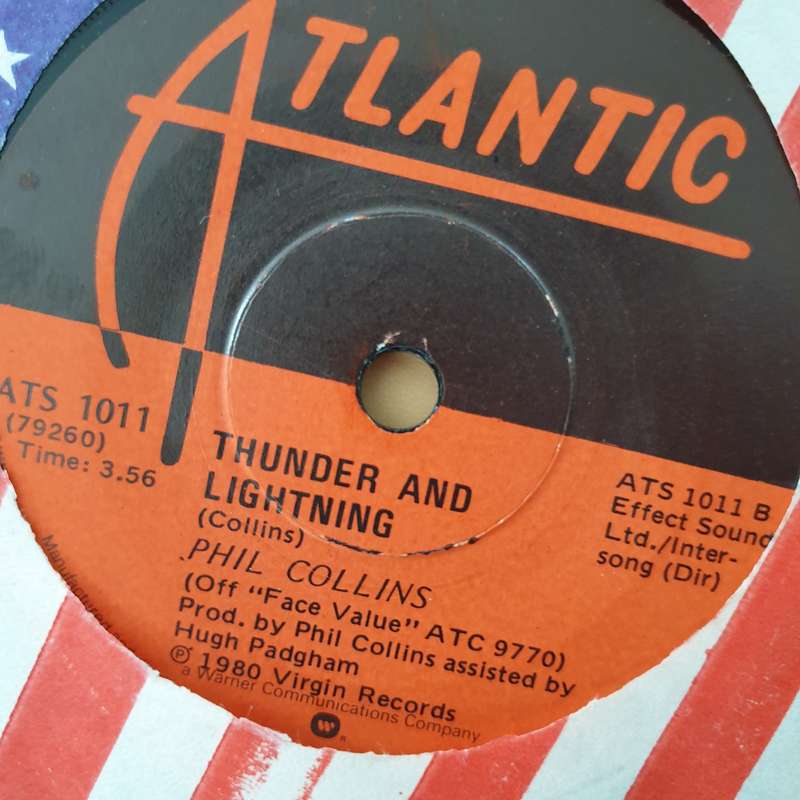 ATLANTIC
ATS 1011
(79260)
Time: 3.56
THUNDER AND
LIGHTNING
(Collins)
PHIL COLLINS
(Off "Face Value" ATC 9770)
Prod. by Phil Collins assisted by
Hugh Padgham
℗ 1980 Virgin Records
a Warner Communications Company
ATS 1011 B
Effect Sound
Ltd./Inter-
song (Dir)
Manufactured